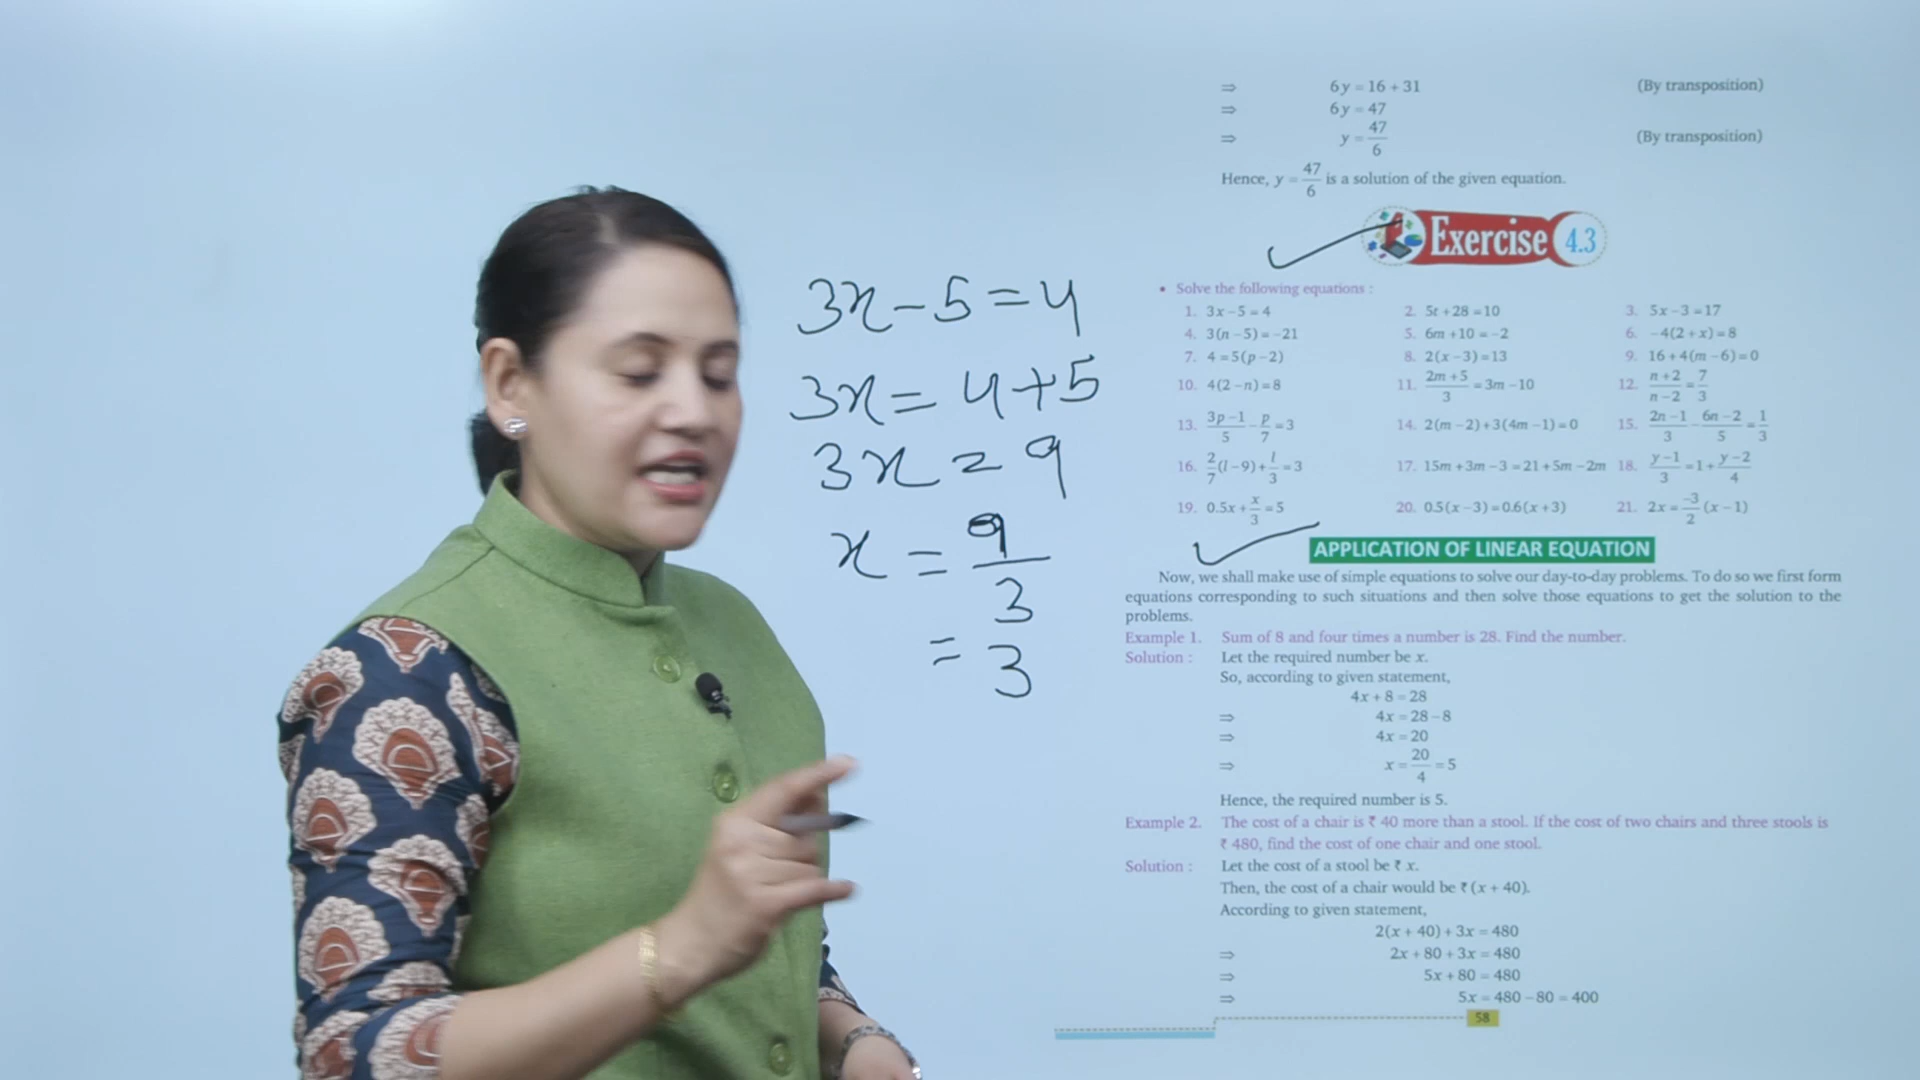 3x-5=4
3x=4+5
3x=9
x=9/3
=3
⇒ 6y=16+31 (By transposition)
⇒ 6y=47
⇒ y=47/6 (By transposition)
Hence, y=47/6 is a solution of the given equation.
Exercise 4.3
• Solve the following equations :
1. 3x-5=4 2. 5t+28=10 3. 5x-3=17
4. 3(n-5)=-21 5. 6m+10=-2 6. -4(2+x)=8
7. 4=5(p-2) 8. 2(x-3)=13 9. 16+4(m-6)=0
10. 4(2-n)=8 11. (2m+5)/3=3m-10 12. (n+2)/(n-2)=7/3
13. (3p-1)/5-p/7=3 14. 2(m-2)+3(4m-1)=0 15. (2n-1)/3-(6n-2)/5=1/3
16. 2/7(l-9)+l/3=3 17. 15m+3m-3=21+5m-2m 18. (y-1)/3=1+(y-2)/4
19. 0.5x+x/3=5 20. 0.5(x-3)=0.6(x+3) 21. 2x=-3/2(x-1)
APPLICATION OF LINEAR EQUATION
Now, we shall make use of simple equations to solve our day-to-day problems. To do so we first form
equations corresponding to such situations and then solve those equations to get the solution to the
problems.
Example 1. Sum of 8 and four times a number is 28. Find the number.
Solution : Let the required number be x.
So, according to given statement,
4x+8=28
⇒ 4x=28-8
⇒ 4x=20
⇒ x=20/4=5
Hence, the required number is 5.
Example 2. The cost of a chair is ₹ 40 more than a stool. If the cost of two chairs and three stools is
₹ 480, find the cost of one chair and one stool.
Solution : Let the cost of a stool be ₹ x.
Then, the cost of a chair would be ₹ (x + 40).
According to given statement,
2(x + 40) + 3x = 480
⇒ 2x + 80 + 3x = 480
⇒ 5x + 80 = 480
⇒ 5x = 480 - 80 = 400
58